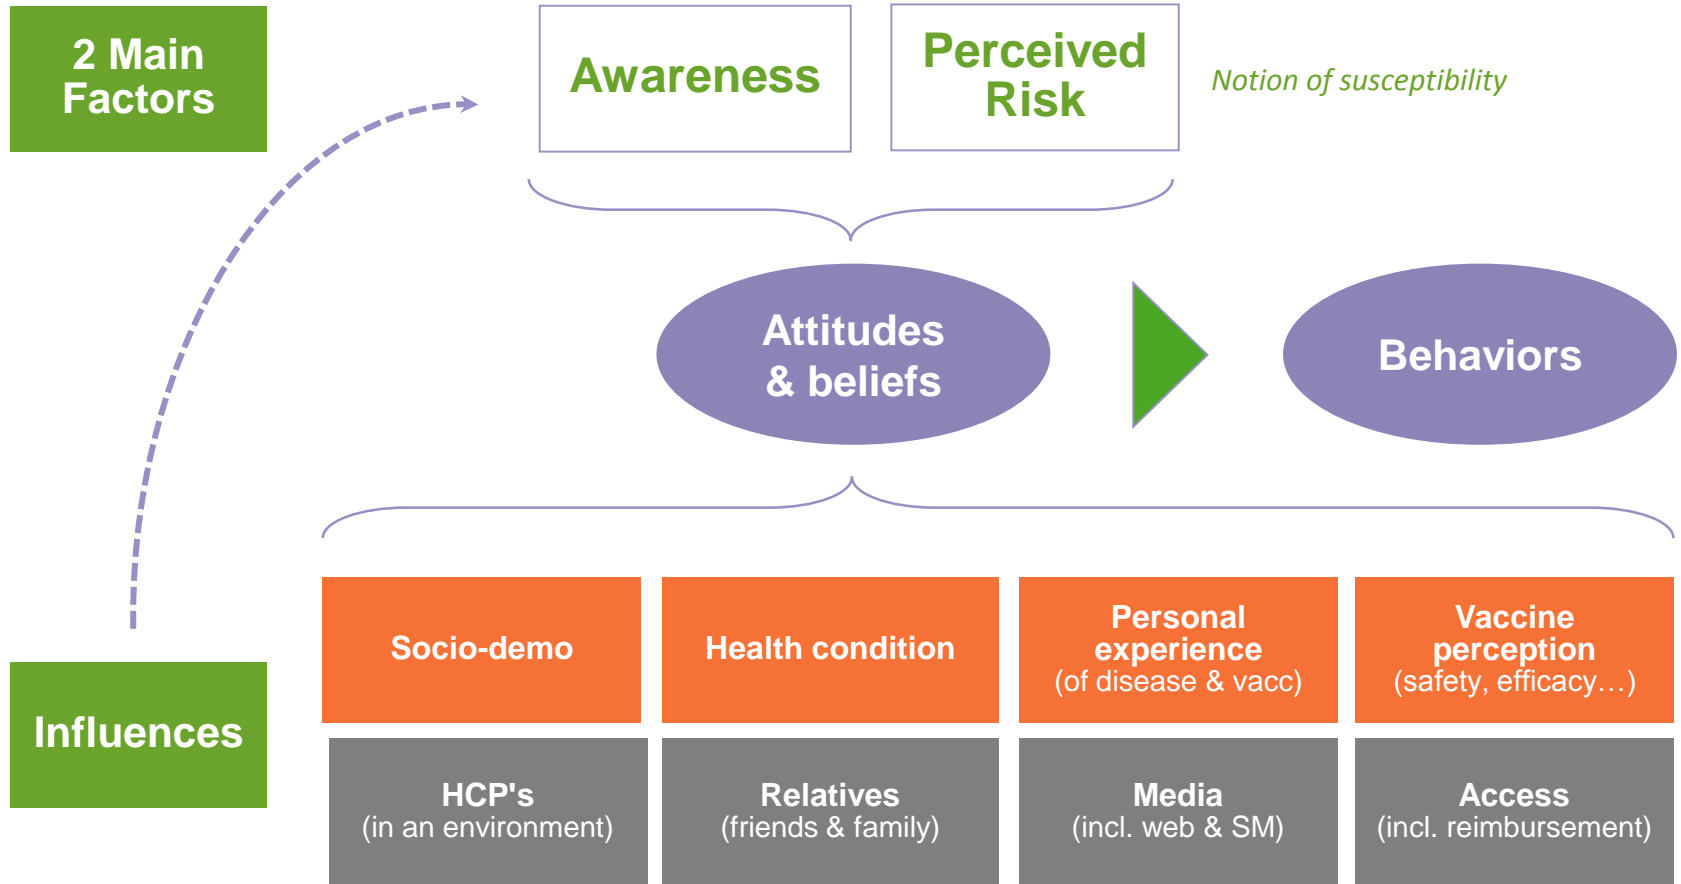 2 Main
Factors
Awareness
Perceived
Risk
Notion of susceptibility
Attitudes
& beliefs
Behaviors
Influences
Socio-demo
Health condition
Personal
experience
(of disease & vacc)
Vaccine
perception
(safety, efficacy…)
HCP's
(in an environment)
Relatives
(friends & family)
Media
(incl. web & SM)
Access
(incl. reimbursement)